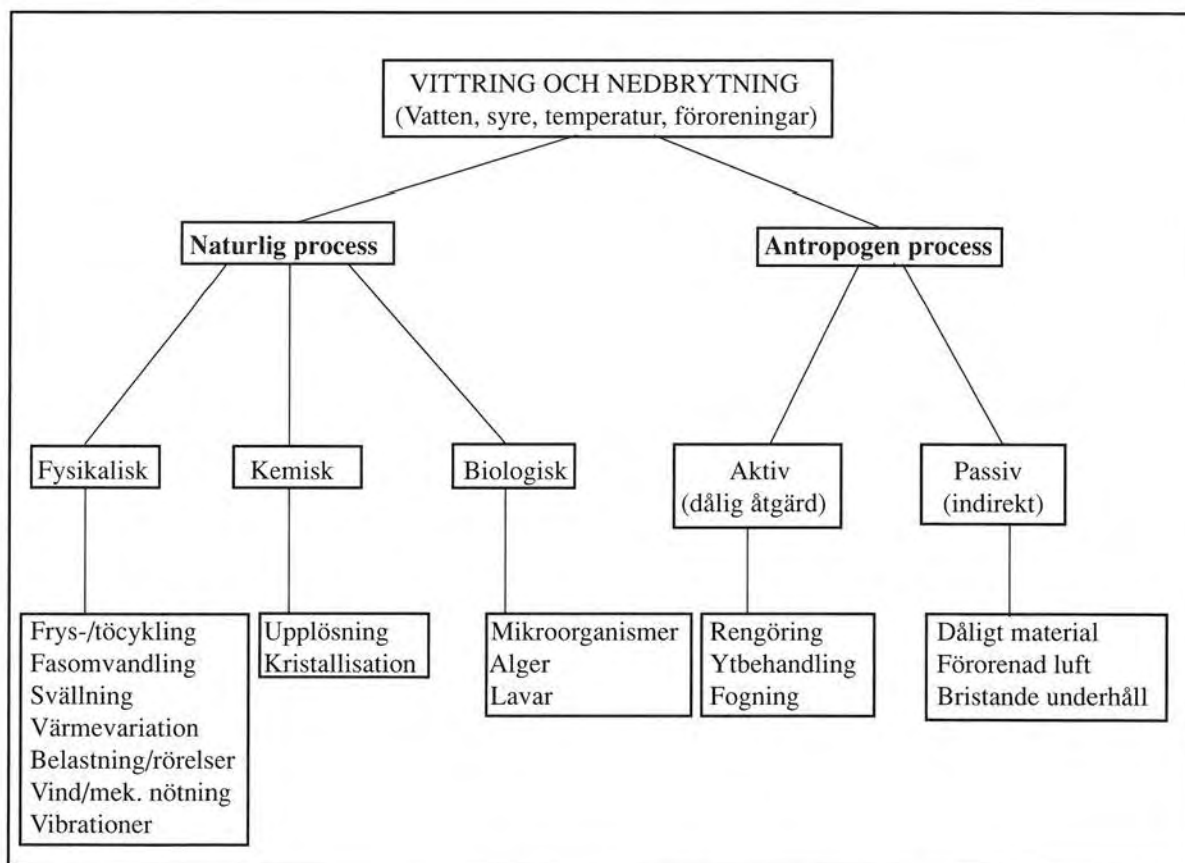 VITTRING OCH NEDBRYTNING
(Vatten, syre, temperatur, föroreningar)
Naturlig process
Antropogen process
Fysikalisk
Kemisk
Biologisk
Aktiv
(dålig åtgärd)
Passiv
(indirekt)
Frys-/töcykling
Fasomvandling
Svällning
Värmevariation
Belastning/rörelser
Vind/mek. nötning
Vibrationer
Upplösning
Kristallisation
Mikroorganismer
Alger
Lavar
Rengöring
Ytbehandling
Fogning
Dåligt material
Förorenad luft
Bristande underhåll